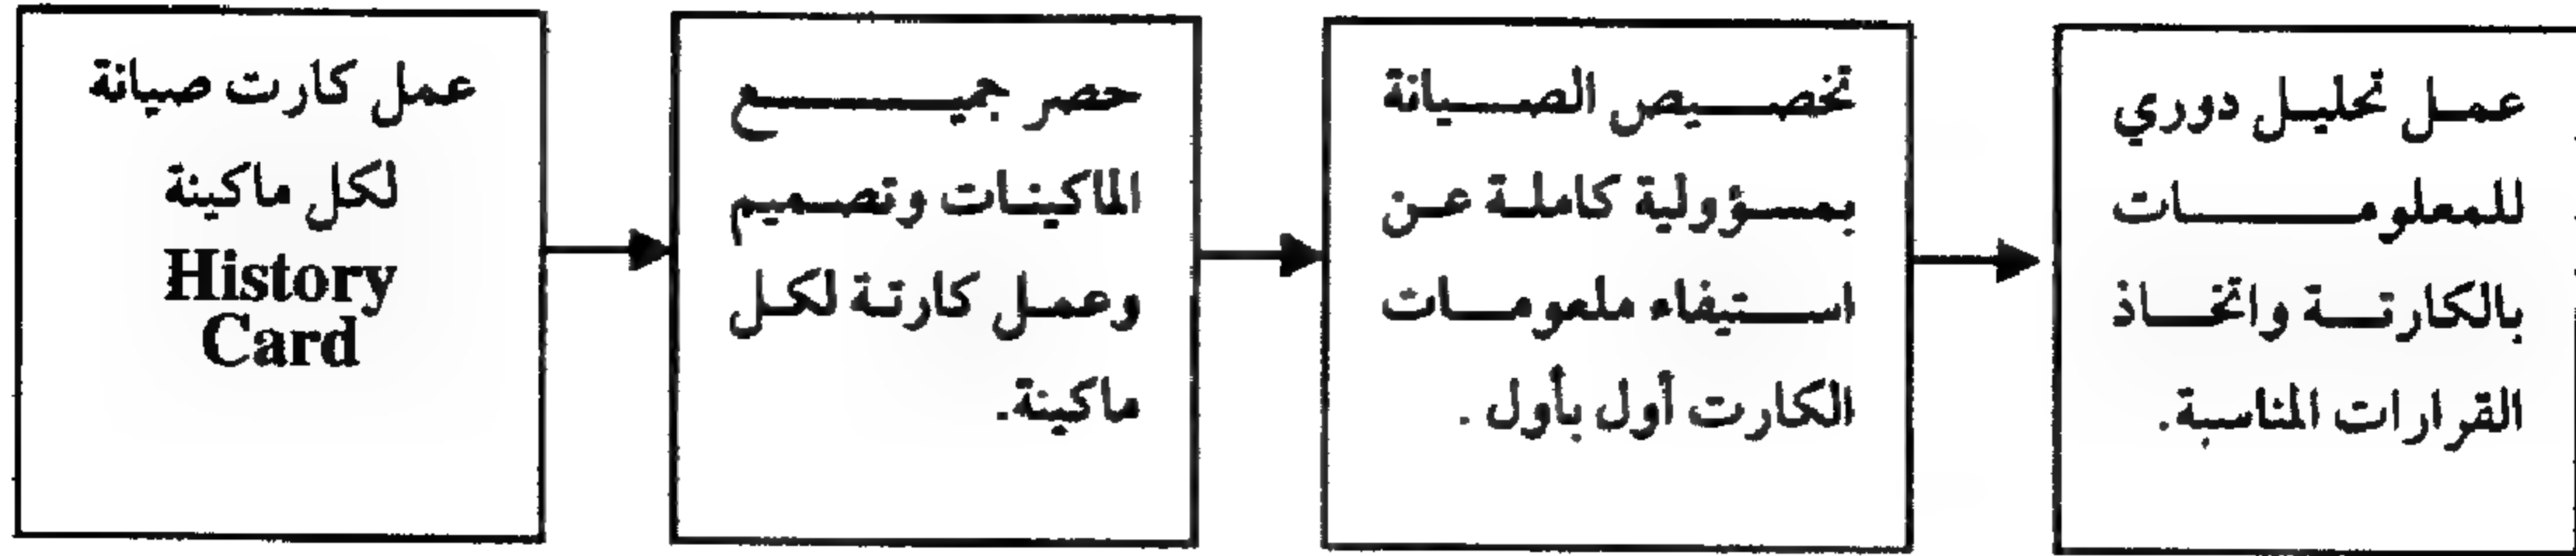 عمل كارت صيانة
لكل ماكينة
History
Card
حصر جميع
الماكينات وتصميم
وعمل كارتة لكل
ماكينة.
تخصيص الصيانة
بمسؤولية كاملة عن
استيفاء ملعومات
الكارت أول بأول .
عمل تحليل دوري
للمعلومات
بالكارتة واتخاذ
القرارات المناسبة.